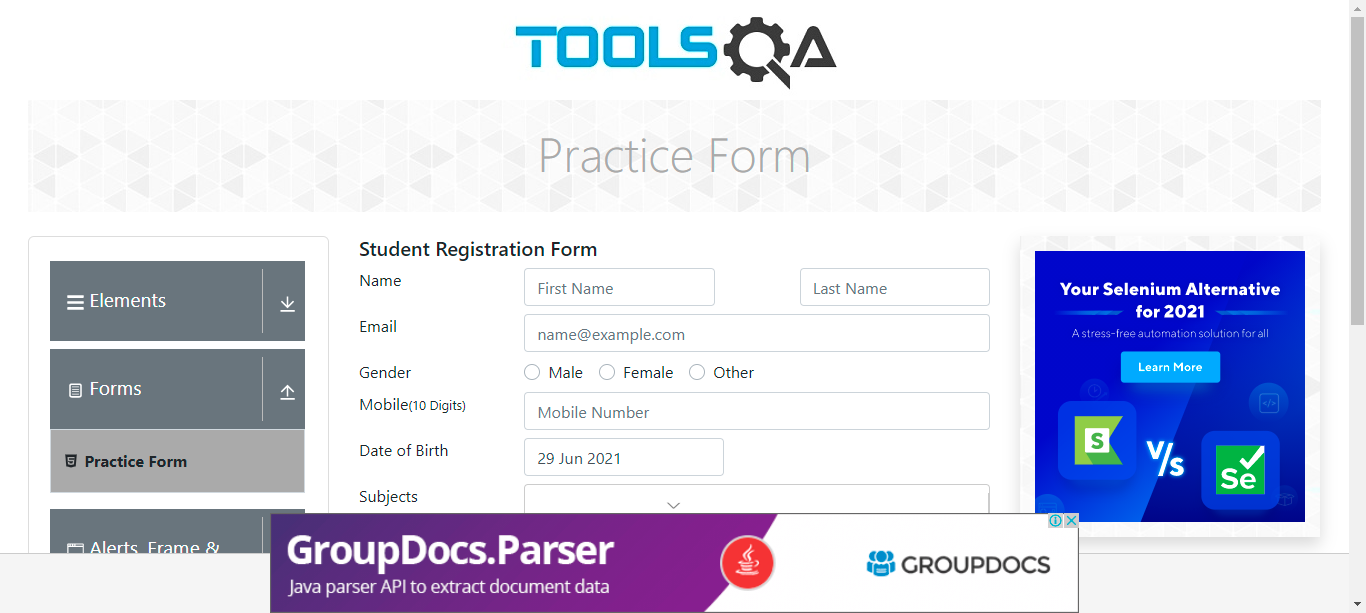 TOOLSQA
Practice Form
Elements
Forms
Practice Form
Alerts, Frame &
Student Registration Form
Name
First Name
Last Name
Email
name@example.com
Gender
Male
Female
Other
Mobile(10 Digits)
Mobile Number
Date of Birth
29 Jun 2021
Subjects
Your Selenium Alternative
for 2021
A stress-free automation solution for all
Learn More
S
V/s
Se
</>
GroupDocs.Parser
Java parser API to extract document data
GROUPDOCS